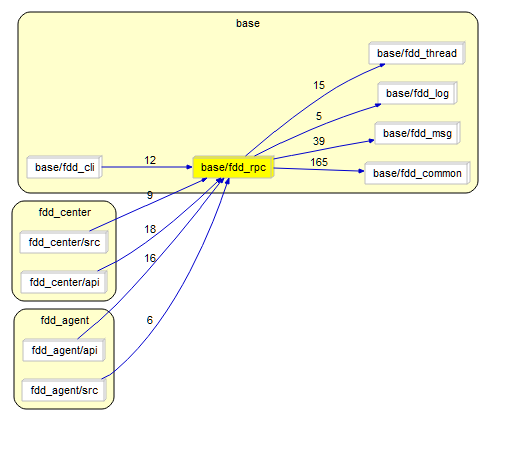 base
base/fdd_thread
15
base/fdd_log
5
base/fdd_msg
39
base/fdd_cli
12
base/fdd_rpc
165
base/fdd_common
9
fdd_center
fdd_center/src
18
16
fdd_center/api
fdd_agent
6
fdd_agent/api
fdd_agent/src